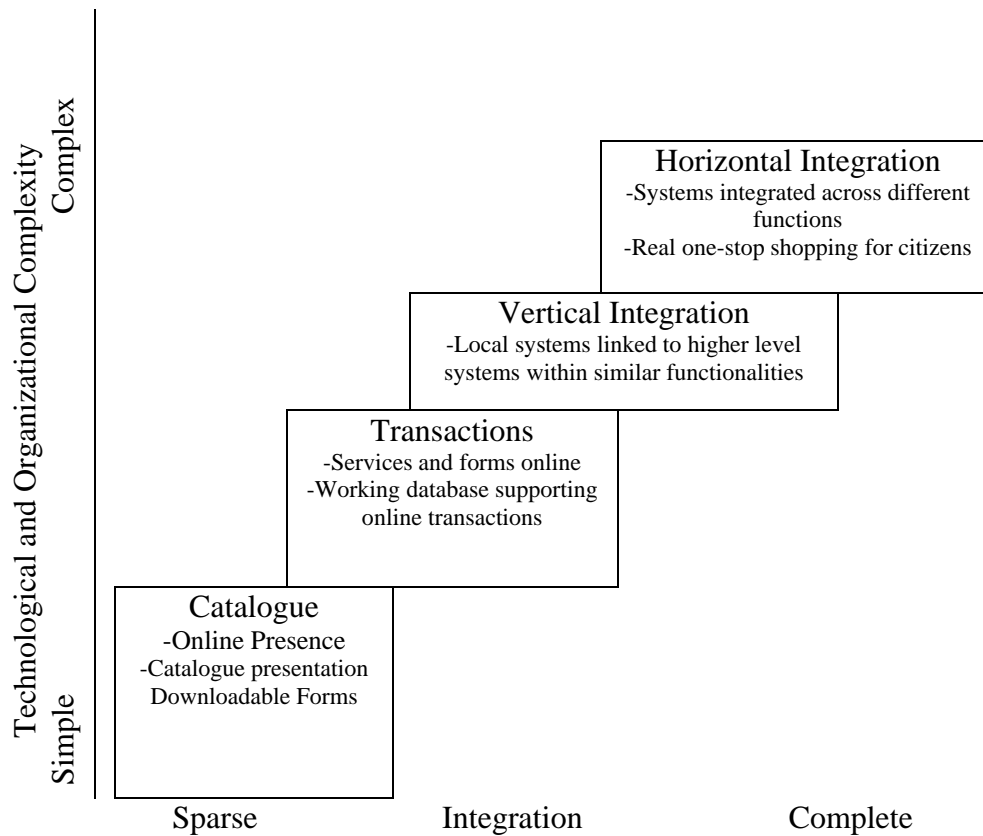 Technological and Organizational Complexity
Complex
Simple
Horizontal Integration
-Systems integrated across different
functions
-Real one-stop shopping for citizens
Vertical Integration
-Local systems linked to higher level
systems within similar functionalities
Transactions
-Services and forms online
-Working database supporting
online transactions
Catalogue
-Online Presence
-Catalogue presentation
Downloadable Forms
Sparse
Integration
Complete